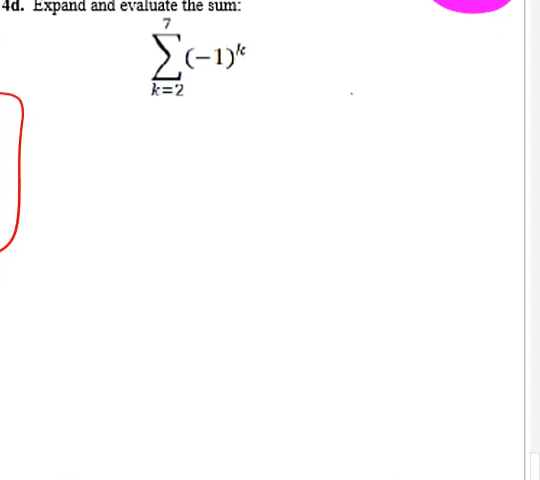 4d. Expand and evaluate the sum:
7
∑(−1)ᵏ
k=2